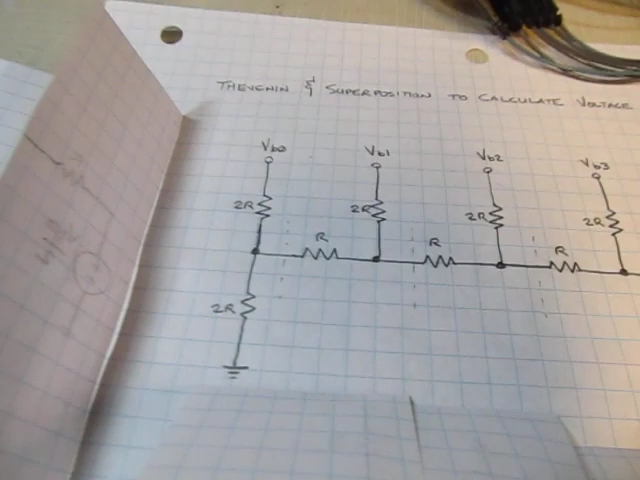 THEVENIN & SUPERPOSITION TO CALCULATE VOLTAGE
Vb0 Vb1 Vb2 Vb3
2R 2R 2R 2R
R R R
2R